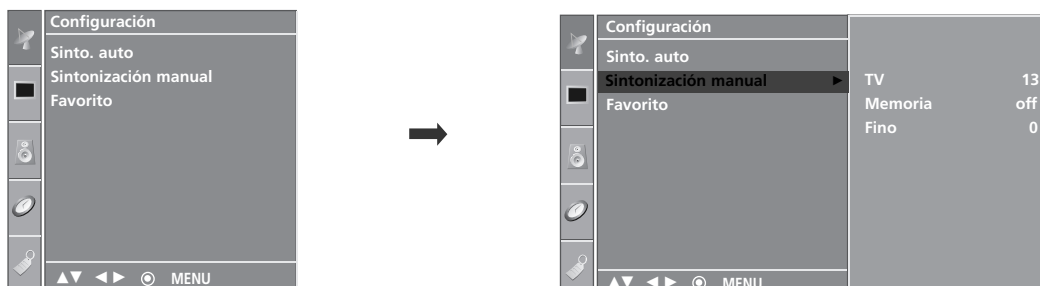 Configuración
Sinto. auto
Sintonización manual
Favorito
▲▼ ◄► ◉ MENU
Configuración
Sinto. auto
Sintonización manual ►
Favorito
▲▼ ◄► ◉ MENU
TV 13
Memoria off
Fino 0